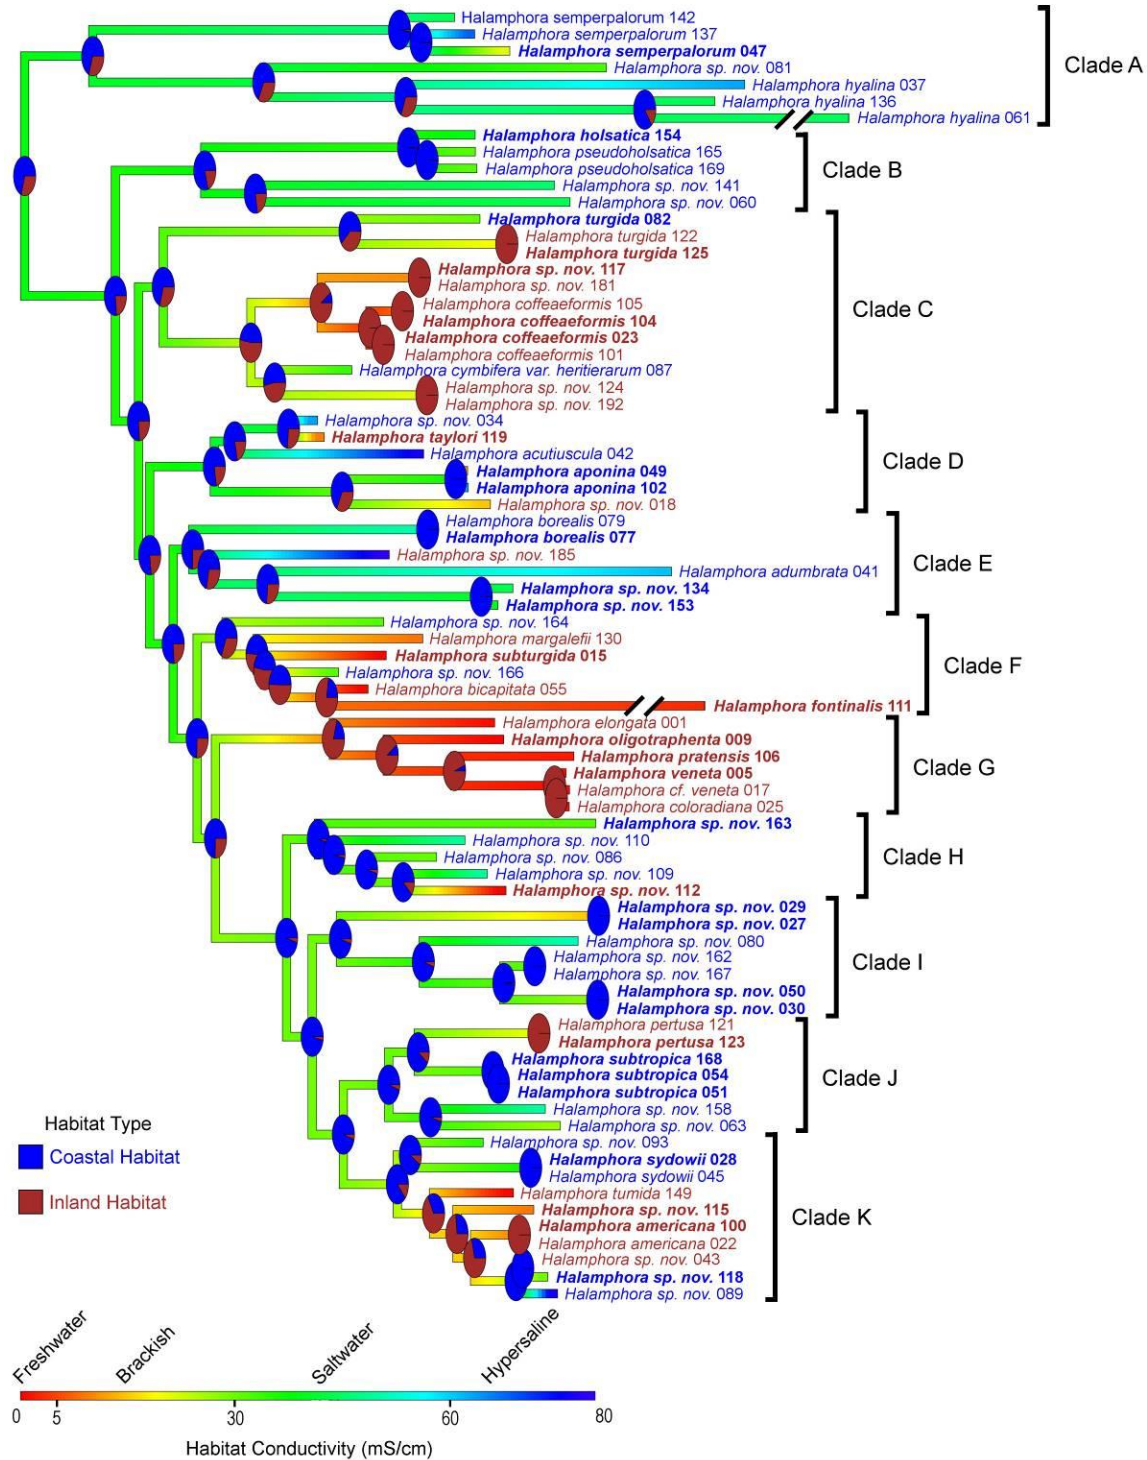 Halamphora semperpalorum 142
Halamphora semperpalorum 137
Halamphora semperpalorum 047
Halamphora sp. nov. 081
Halamphora hyalina 037
Halamphora hyalina 136
Halamphora hyalina 061
Clade A
Halamphora holsatica 154
Halamphora pseudoholsatica 165
Halamphora pseudoholsatica 169
Halamphora sp. nov. 141
Halamphora sp. nov. 060
Clade B
Halamphora turgida 082
Halamphora turgida 122
Halamphora turgida 125
Halamphora sp. nov. 117
Halamphora sp. nov. 181
Halamphora coffeaeformis 105
Halamphora coffeaeformis 104
Halamphora coffeaeformis 023
Halamphora coffeaeformis 101
Halamphora cymbifera var. heritierarum 087
Halamphora sp. nov. 124
Halamphora sp. nov. 192
Clade C
Halamphora sp. nov. 034
Halamphora taylori 119
Halamphora acutiuscula 042
Halamphora aponina 049
Halamphora aponina 102
Halamphora sp. nov. 018
Clade D
Halamphora borealis 079
Halamphora borealis 077
Halamphora sp. nov. 185
Halamphora adumbrata 041
Halamphora sp. nov. 134
Halamphora sp. nov. 153
Clade E
Halamphora sp. nov. 164
Halamphora margalefii 130
Halamphora subturgida 015
Halamphora sp. nov. 166
Halamphora bicapitata 055
Halamphora fontinalis 111
Clade F
Halamphora elongata 001
Halamphora oligotraphenta 009
Halamphora pratensis 106
Halamphora veneta 005
Halamphora cf. veneta 017
Halamphora coloradiana 025
Clade G
Halamphora sp. nov. 163
Halamphora sp. nov. 110
Halamphora sp. nov. 086
Halamphora sp. nov. 109
Halamphora sp. nov. 112
Clade H
Halamphora sp. nov. 029
Halamphora sp. nov. 027
Halamphora sp. nov. 080
Halamphora sp. nov. 162
Halamphora sp. nov. 167
Halamphora sp. nov. 050
Halamphora sp. nov. 030
Clade I
Halamphora pertusa 121
Halamphora pertusa 123
Halamphora subtropica 168
Halamphora subtropica 054
Halamphora subtropica 051
Halamphora sp. nov. 158
Halamphora sp. nov. 063
Clade J
Halamphora sp. nov. 093
Halamphora sydowii 028
Halamphora sydowii 045
Halamphora tumida 149
Halamphora sp. nov. 115
Halamphora americana 100
Halamphora americana 022
Halamphora sp. nov. 043
Halamphora sp. nov. 118
Halamphora sp. nov. 089
Clade K
Habitat Type
Coastal Habitat
Inland Habitat
Freshwater
Brackish
Saltwater
Hypersaline
0 5 30 60 80
Habitat Conductivity (mS/cm)